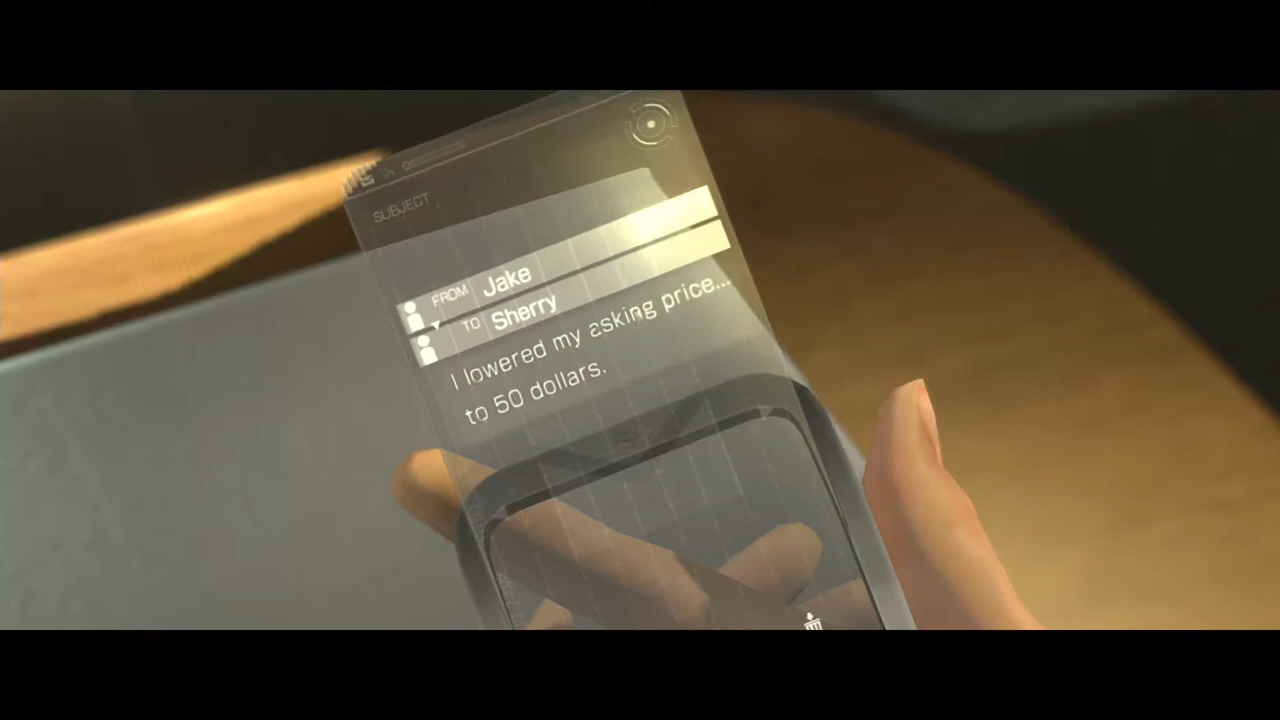 SUBJECT
FROM Jake
TO Sherry
I lowered my asking price...
to 50 dollars.